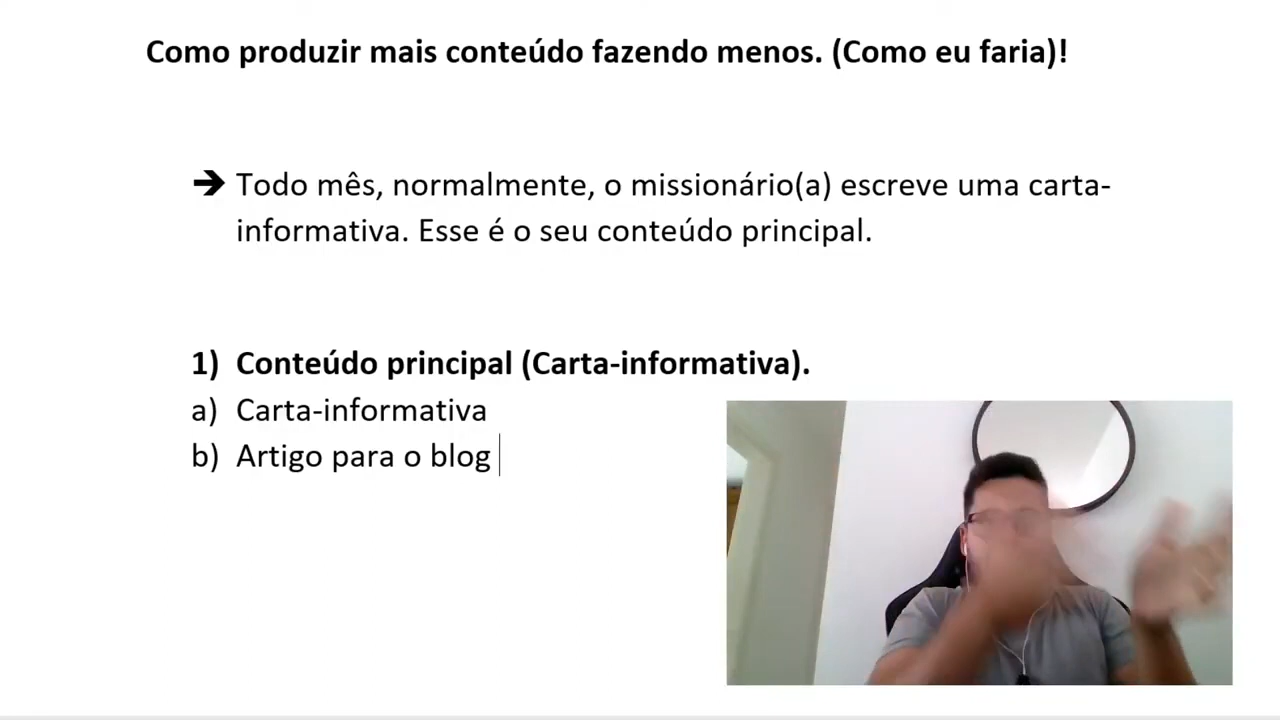 Como produzir mais conteúdo fazendo menos. (Como eu faria)!
➔ Todo mês, normalmente, o missionário(a) escreve uma carta-
informativa. Esse é o seu conteúdo principal.
1) Conteúdo principal (Carta-informativa).
a) Carta-informativa
b) Artigo para o blog